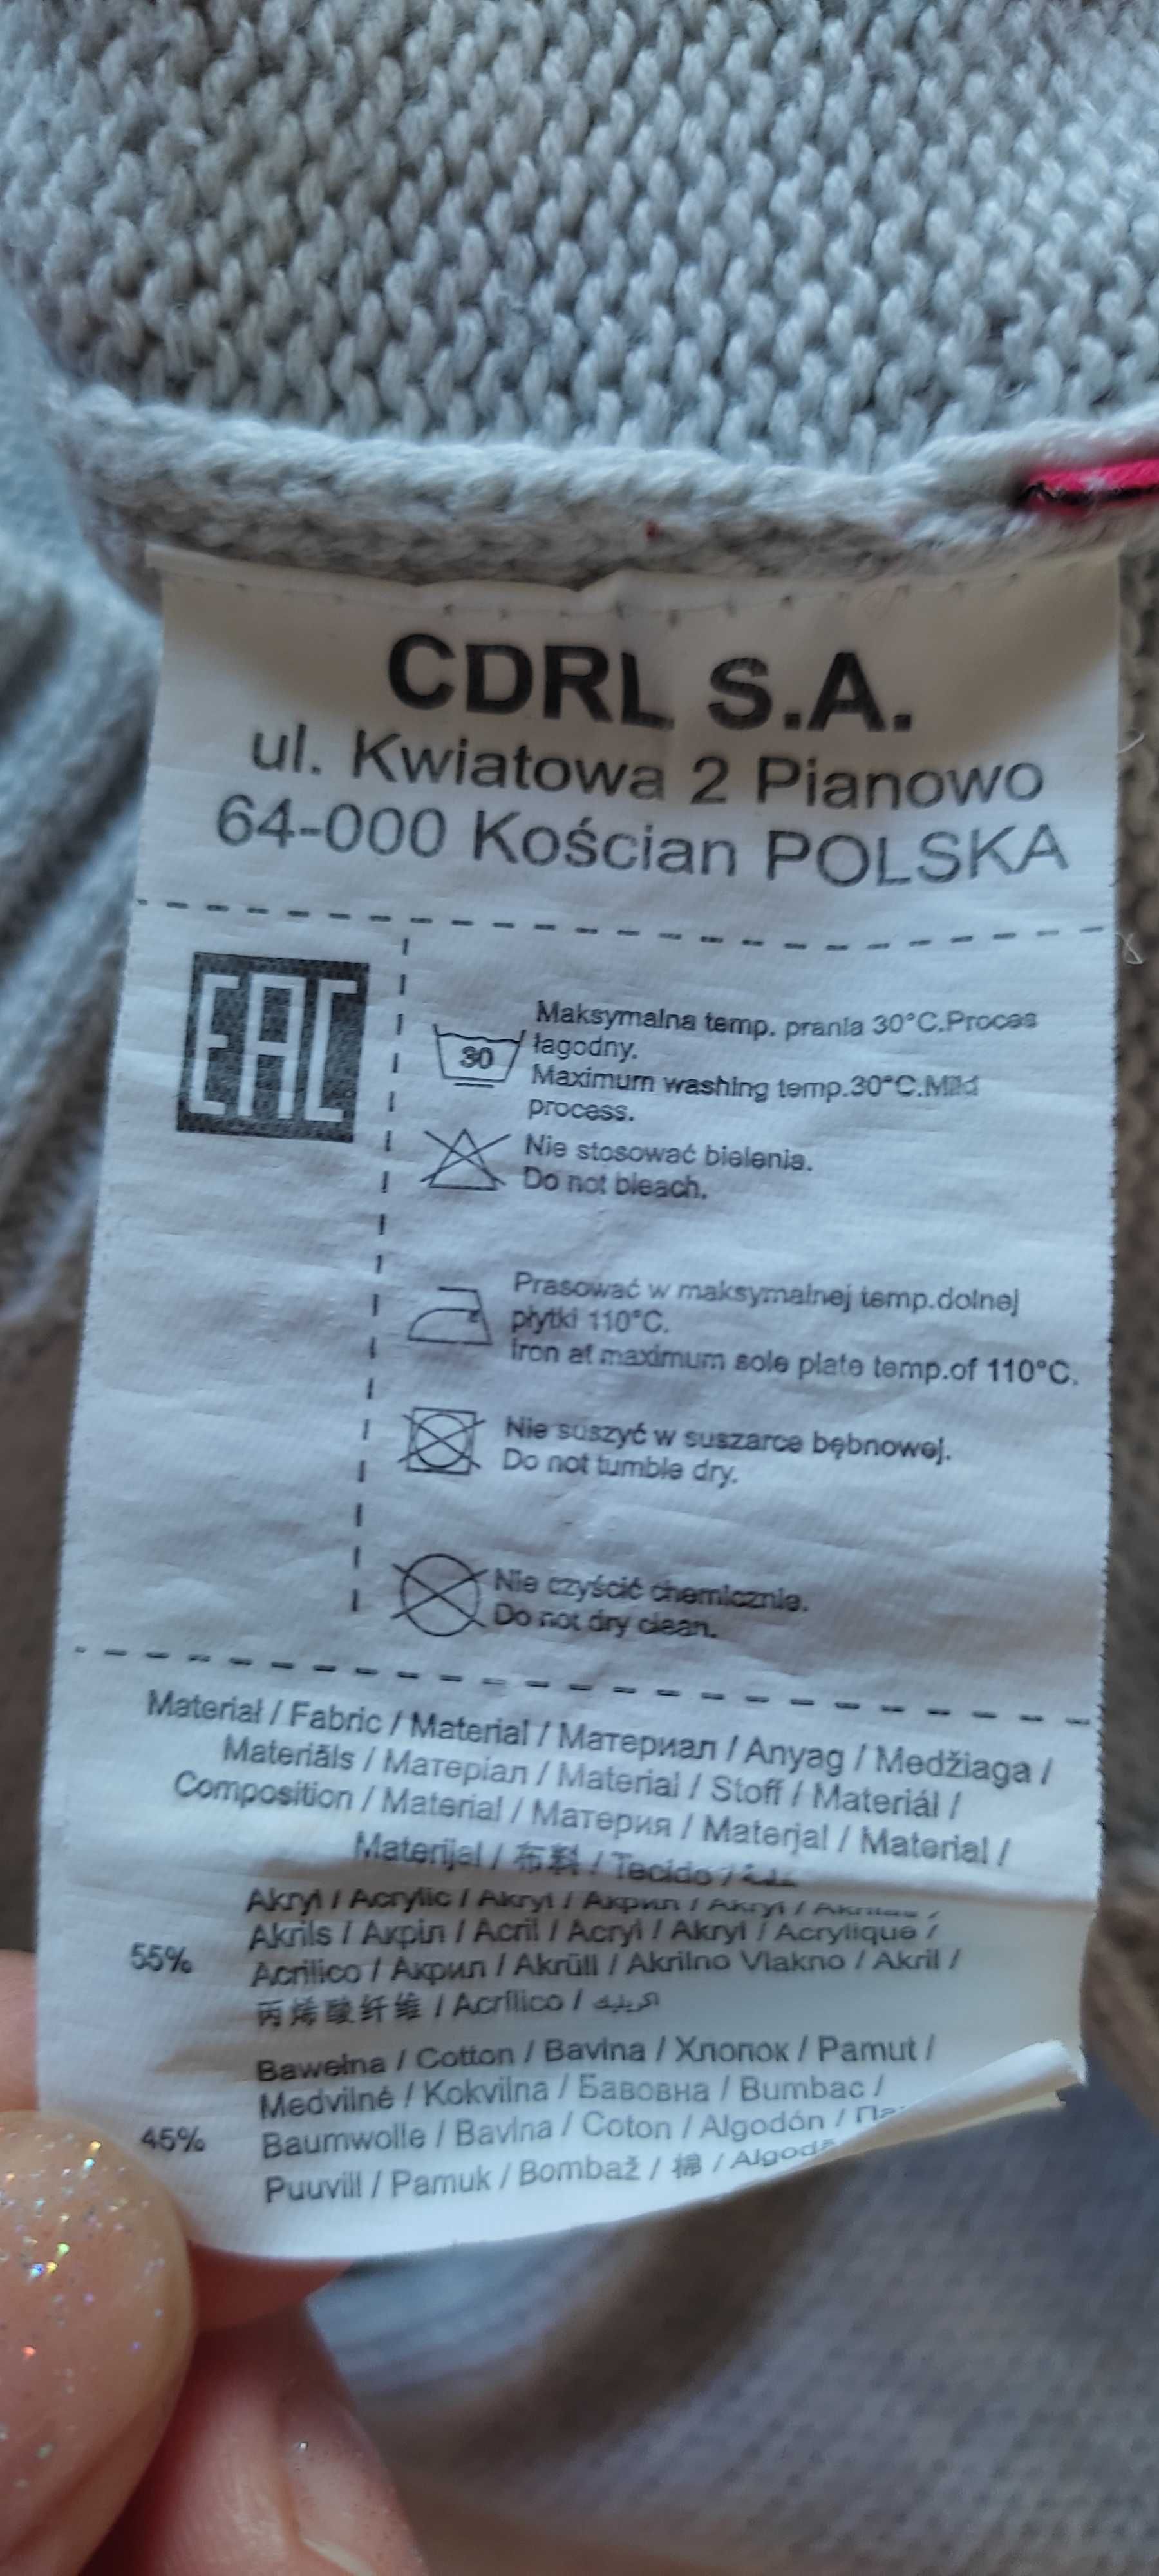 CDRL S.A.
ul. Kwiatowa 2 Pianowo
64-000 Kościan POLSKA
EAC
30
Maksymalna temp. prania 30°C.Proces
łagodny.
Maximum washing temp.30°C.Mild
process.
Nie stosować bielenia.
Do not bleach.
Prasować w maksymalnej temp.dolnej
płytki 110°C.
Iron at maximum sole plate temp.of 110°C.
Nie suszyć w suszarce bębnowej.
Do not tumble dry.
Nie czyścić chemicznie.
Do not dry clean.
Materiał / Fabric / Material / Материал / Anyag / Medžiaga /
Materiāls / Матеріал / Material / Stoff / Materiál /
Composition / Material / Материя / Materjal / Material /
Materijal / 布料 / Tecido /
Akryl / Acrylic / Akryl / Акрил / Akryl /
Akrils / Акріл / Acril / Acryl / Akryl / Acrylique /
55%
Acrilico / Акрил / Akrüül / Akrilno Vlakno / Akril /
丙烯酸纤维 / Acrílico / اكريليك
Bawełna / Cotton / Bavlna / Хлопок / Pamut /
Medvilnė / Kokvilna / Бавовна / Bumbac /
45%
Baumwolle / Bavlna / Coton / Algodón /
Puuvill / Pamuk / Bombaž / 棉 /